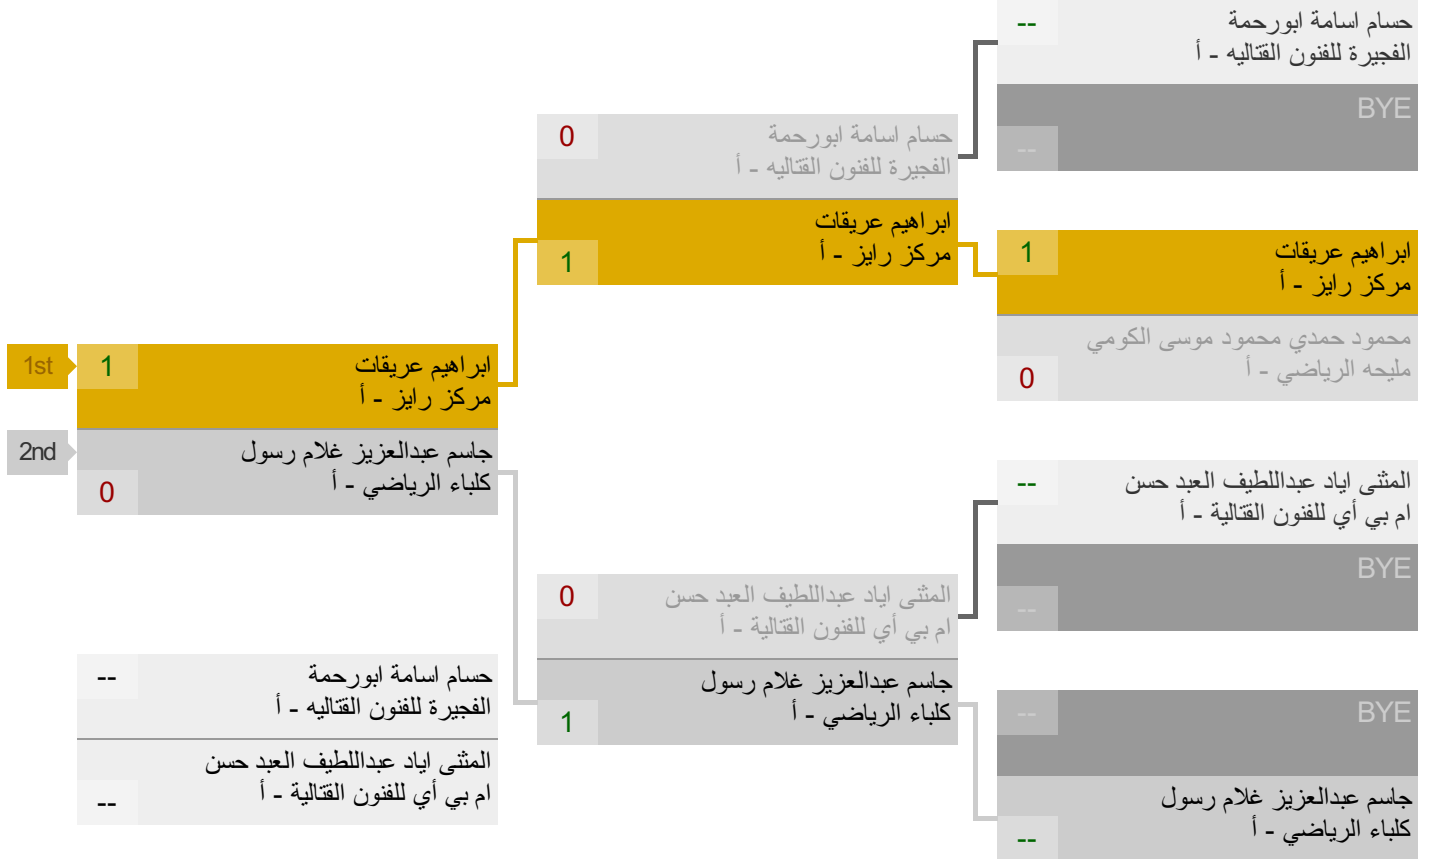 حسام اسامة ابورحمة
الفجيرة للفنون القتاليه - أ
--
BYE
--
ابراهيم عريقات
مركز رايز - أ
1
محمود حمدي محمود موسى الكومي
مليحه الرياضي - أ
0
المثنى اياد عبداللطيف العبد حسن
ام بي أي للفنون القتالية - أ
--
BYE
--
BYE
--
جاسم عبدالعزيز غلام رسول
كلباء الرياضي - أ
--
حسام اسامة ابورحمة
الفجيرة للفنون القتاليه - أ
0
ابراهيم عريقات
مركز رايز - أ
1
المثنى اياد عبداللطيف العبد حسن
ام بي أي للفنون القتالية - أ
0
جاسم عبدالعزيز غلام رسول
كلباء الرياضي - أ
1
ابراهيم عريقات
مركز رايز - أ
1
1st
جاسم عبدالعزيز غلام رسول
كلباء الرياضي - أ
0
2nd
حسام اسامة ابورحمة
الفجيرة للفنون القتاليه - أ
--
المثنى اياد عبداللطيف العبد حسن
ام بي أي للفنون القتالية - أ
--